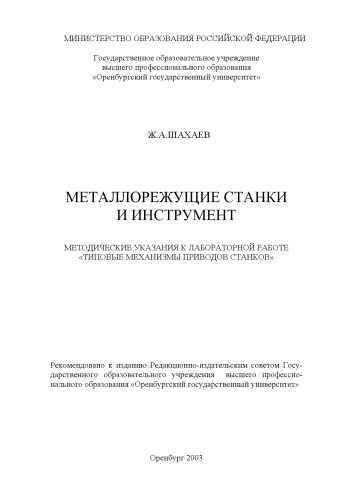 МИНИСТЕРСТВО ОБРАЗОВАНИЯ РОССИЙСКОЙ ФЕДЕРАЦИИ
Государственное образовательное учреждение
высшего профессионального образования
«Оренбургский государственный университет»
Ж.А.ШАХАЕВ
МЕТАЛЛОРЕЖУЩИЕ СТАНКИ
И ИНСТРУМЕНТ
МЕТОДИЧЕСКИЕ УКАЗАНИЯ К ЛАБОРАТОРНОЙ РАБОТЕ
«ТИПОВЫЕ МЕХАНИЗМЫ ПРИВОДОВ СТАНКОВ»
Рекомендовано к изданию Редакционно-издательским советом Госу-
дарственного образовательного учреждения высшего профессио-
нального образования «Оренбургский государственный университет»
Оренбург 2003